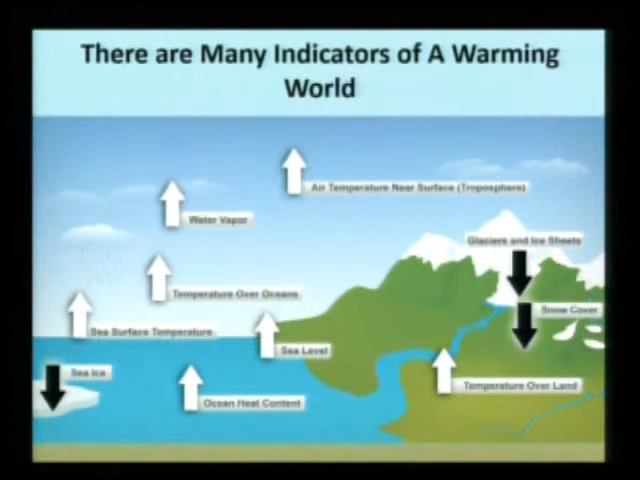 There are Many Indicators of A Warming
World
Air Temperature Near Surface (Troposphere)
Water Vapor
Glaciers and Ice Sheets
Temperature Over Oceans
Snow Cover
Sea Surface Temperature
Sea Level
Sea Ice
Temperature Over Land
Ocean Heat Content